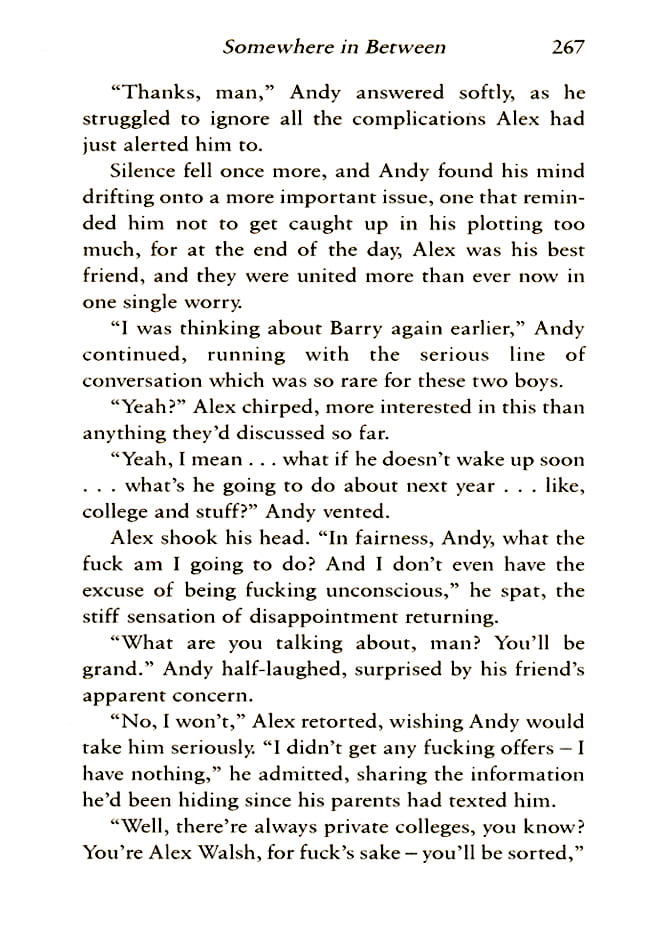 Somewhere in Between 267
“Thanks, man,” Andy answered softly, as he
struggled to ignore all the complications Alex had
just alerted him to.
Silence fell once more, and Andy found his mind
drifting onto a more important issue, one that remin-
ded him not to get caught up in his plotting too
much, for at the end of the day, Alex was his best
friend, and they were united more than ever now in
one single worry.
“I was thinking about Barry again earlier,” Andy
continued, running with the serious line of
conversation which was so rare for these two boys.
“Yeah?” Alex chirped, more interested in this than
anything they’d discussed so far.
“Yeah, I mean . . . what if he doesn’t wake up soon
. . . what’s he going to do about next year . . . like,
college and stuff?” Andy vented.
Alex shook his head. “In fairness, Andy, what the
fuck am I going to do? And I don’t even have the
excuse of being fucking unconscious,” he spat, the
stiff sensation of disappointment returning.
“What are you talking about, man? You’ll be
grand.” Andy half-laughed, surprised by his friend’s
apparent concern.
“No, I won’t,” Alex retorted, wishing Andy would
take him seriously. “I didn’t get any fucking offers – I
have nothing,” he admitted, sharing the information
he’d been hiding since his parents had texted him.
“Well, there’re always private colleges, you know?
You’re Alex Walsh, for fuck’s sake – you’ll be sorted,”